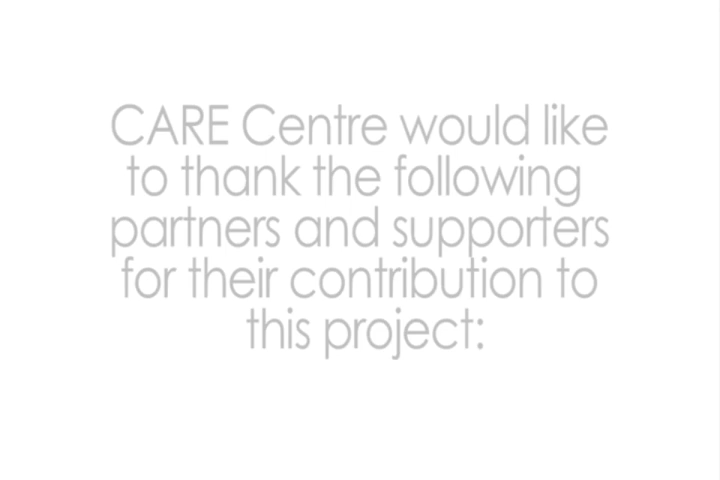 CARE Centre would like
to thank the following
partners and supporters
for their contribution to
this project: